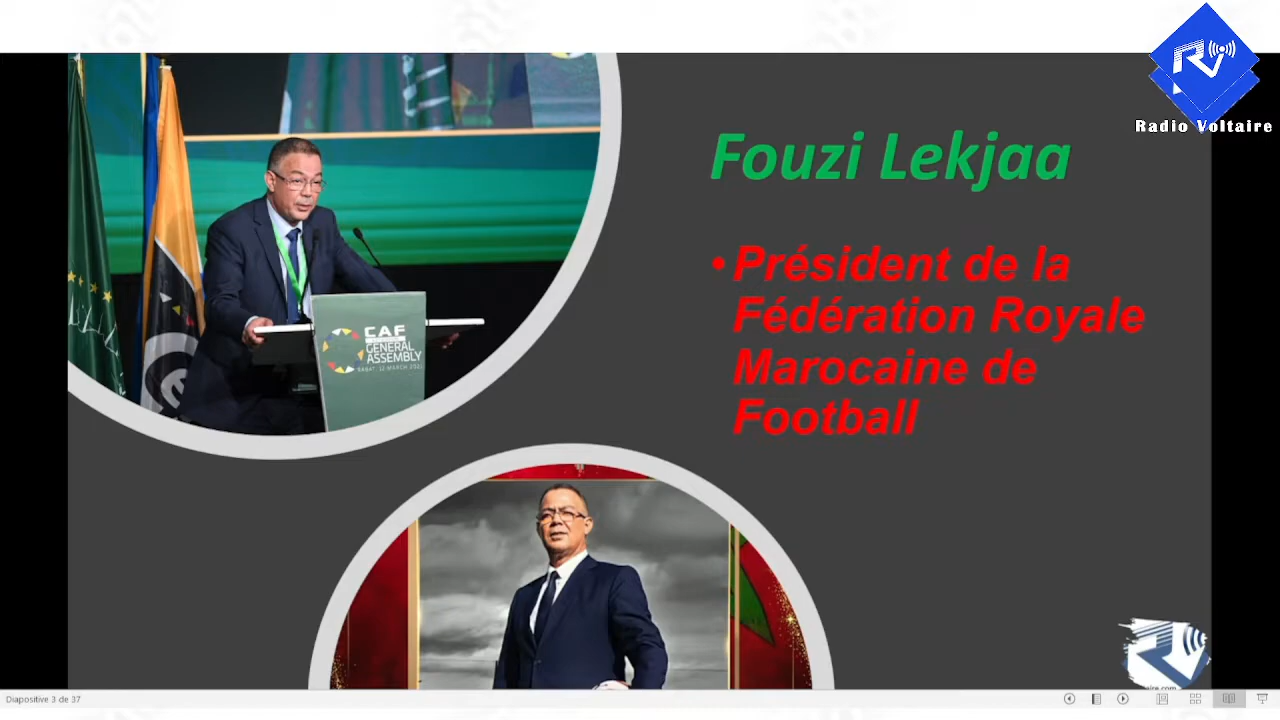 Radio Voltaire
Fouzi Lekjaa
•Président de la
Fédération Royale
Marocaine de
Football
CAF
GENERAL
ASSEMBLY
Diapositive 3 de 37